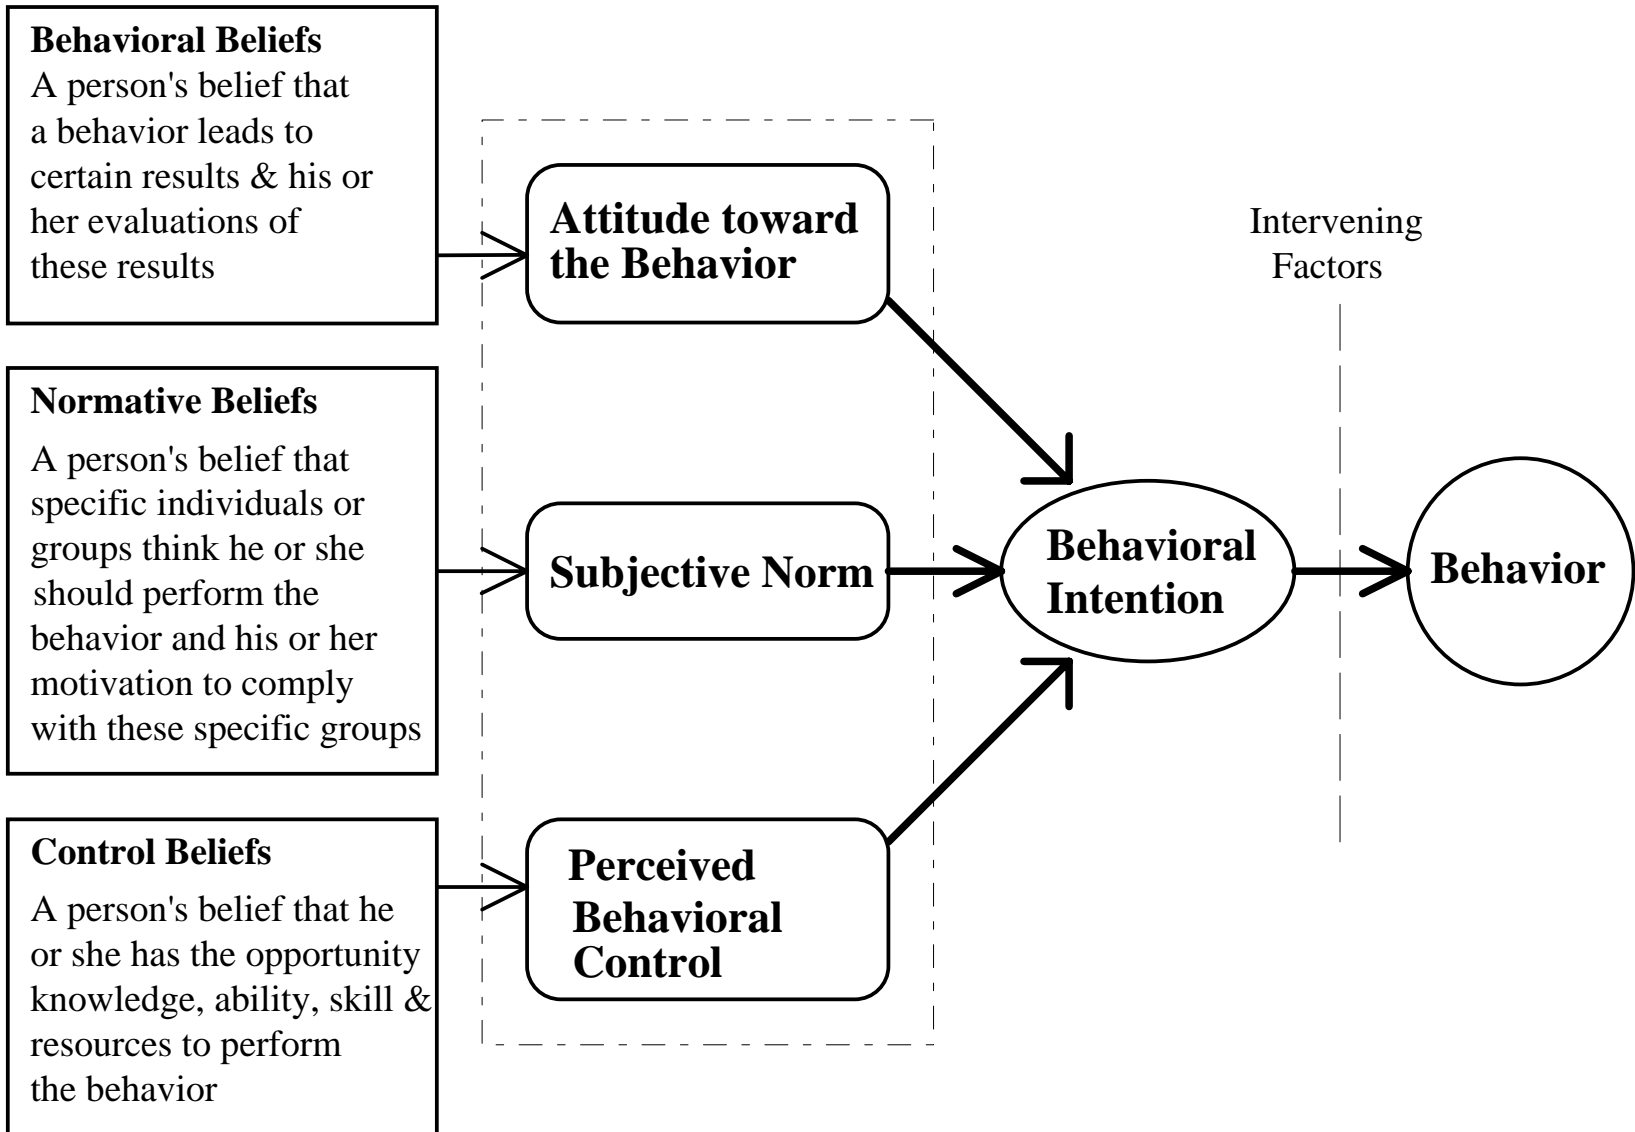 Behavioral Beliefs
A person's belief that
a behavior leads to
certain results & his or
her evaluations of
these results
Normative Beliefs
A person's belief that
specific individuals or
groups think he or she
should perform the
behavior and his or her
motivation to comply
with these specific groups
Control Beliefs
A person's belief that he
or she has the opportunity
knowledge, ability, skill &
resources to perform
the behavior
Attitude toward
the Behavior
Subjective Norm
Perceived
Behavioral
Control
Behavioral
Intention
Intervening
Factors
Behavior